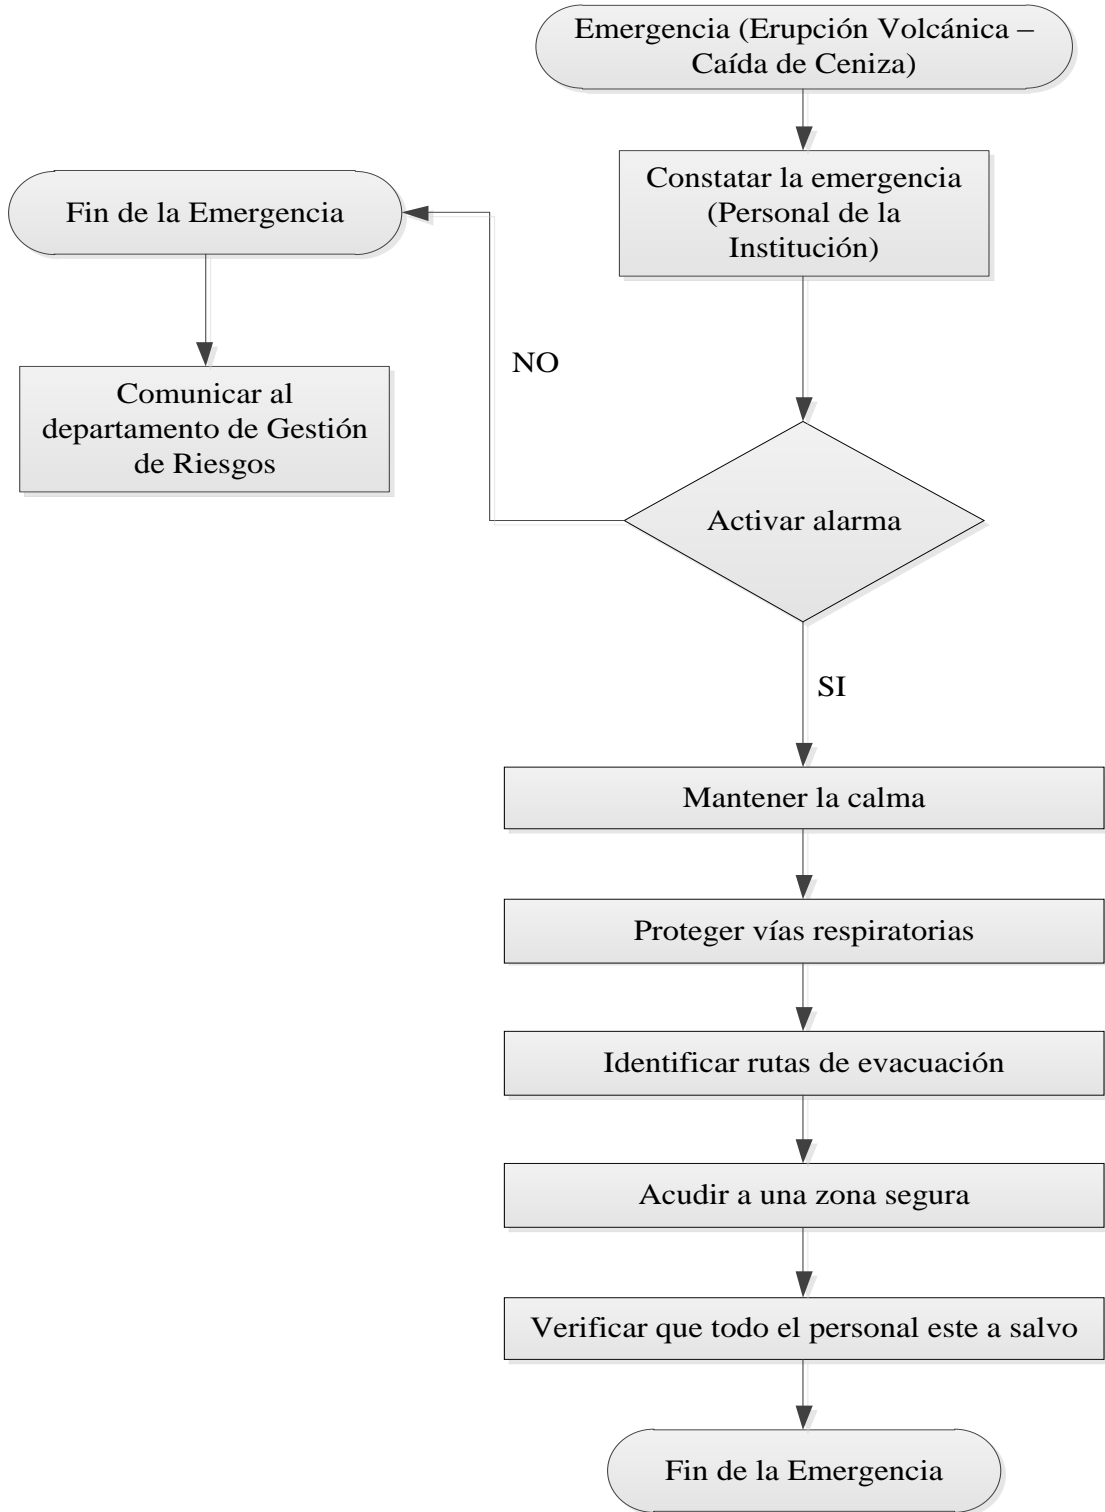 Emergencia (Erupción Volcánica –
Caída de Ceniza)
Constatar la emergencia
(Personal de la
Institución)
Fin de la Emergencia
NO
Comunicar al
departamento de Gestión
de Riesgos
Activar alarma
SI
Mantener la calma
Proteger vías respiratorias
Identificar rutas de evacuación
Acudir a una zona segura
Verificar que todo el personal este a salvo
Fin de la Emergencia